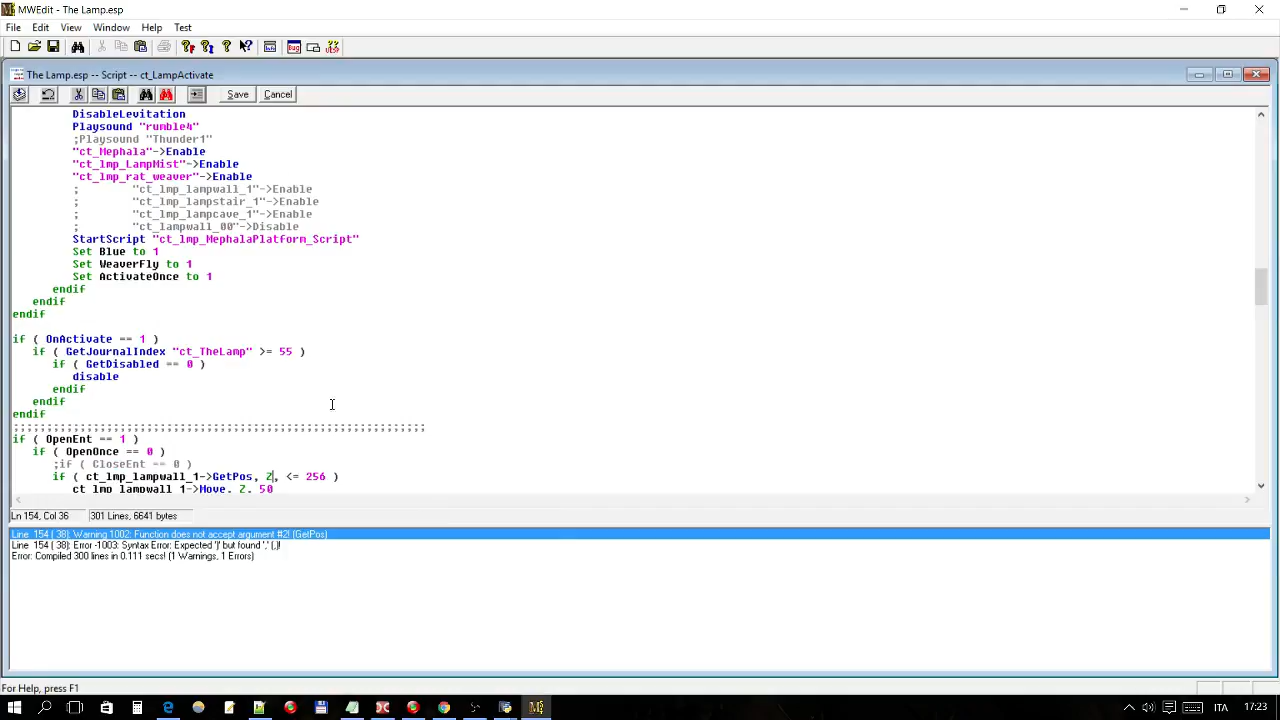 MWEdit - The Lamp.esp
File Edit View Window Help Test
The Lamp.esp -- Script -- ct_LampActivate
Save Cancel
DisableLevitation
Playsound "rumble4"
;Playsound "Thunder1"
"ct_Mephala"->Enable
"ct_lmp_LampMist"->Enable
"ct_lmp_rat_weaver"->Enable
; "ct_lmp_lampwall_1"->Enable
; "ct_lmp_lampstair_1"->Enable
; "ct_lmp_lampcave_1"->Enable
; "ct_lampwall_00"->Disable
StartScript "ct_lmp_MephalaPlatform_Script"
Set Blue to 1
Set WeaverFly to 1
Set ActivateOnce to 1
endif
endif
endif
if ( OnActivate == 1 )
if ( GetJournalIndex "ct_TheLamp" >= 55 )
if ( GetDisabled == 0 )
disable
endif
endif
endif
;;;;;;;;;;;;;;;;;;;;;;;;;;;;;;;;;;;;;;;;;;;;;;;;;;;;;;;;;;;;;;
if ( OpenEnt == 1 )
if ( OpenOnce == 0 )
;if ( CloseEnt == 0 )
if ( ct_lmp_lampwall_1->GetPos, Z, <= 256 )
ct_lmp_lampwall_1->Move, Z, 50
Ln 154, Col 36 301 Lines, 6641 bytes
Line 154 ( 38): Warning 1002: Function does not accept argument #2! (GetPos)
Line 154 ( 38): Error -1003: Syntax Error: Expected ')' but found ',' (,)!
Error: Compiled 300 lines in 0.111 secs! (1 Warnings, 1 Errors)
For Help, press F1
ITA 17:23